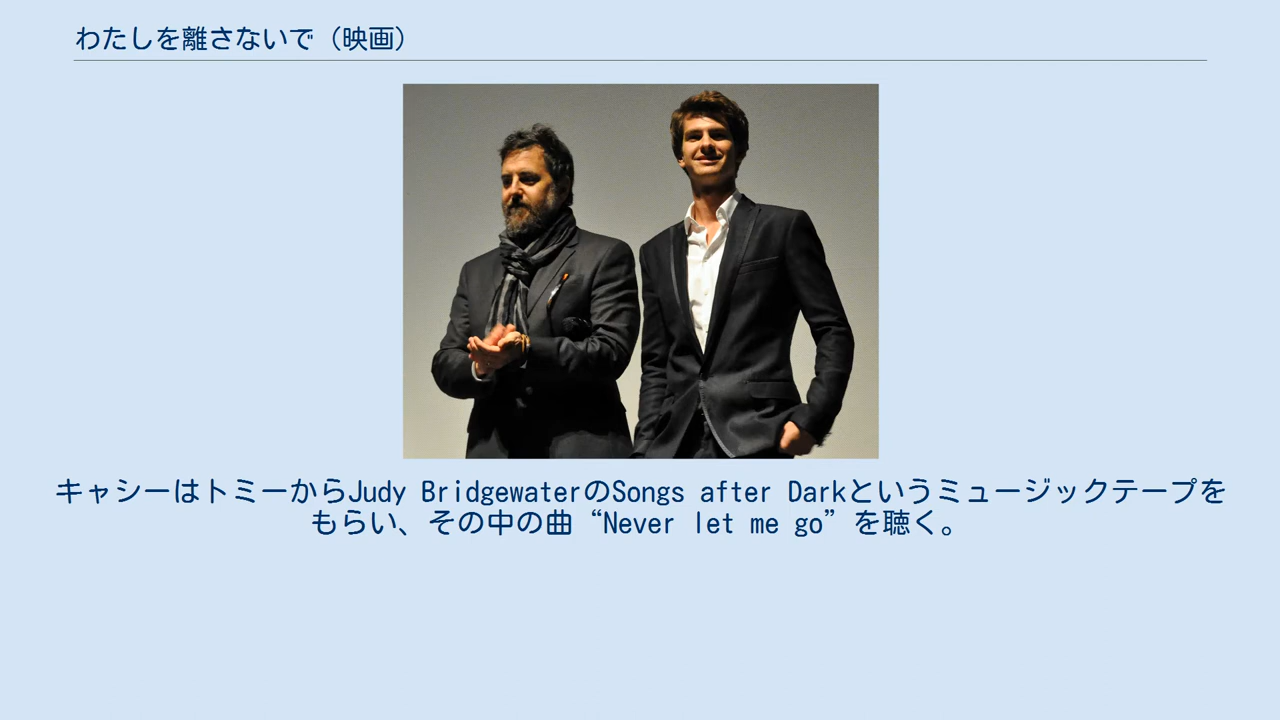 わたしを離さないで（映画）
キャシーはトミーからJudy BridgewaterのSongs after Darkというミュージックテープを
もらい、その中の曲“Never let me go”を聴く。